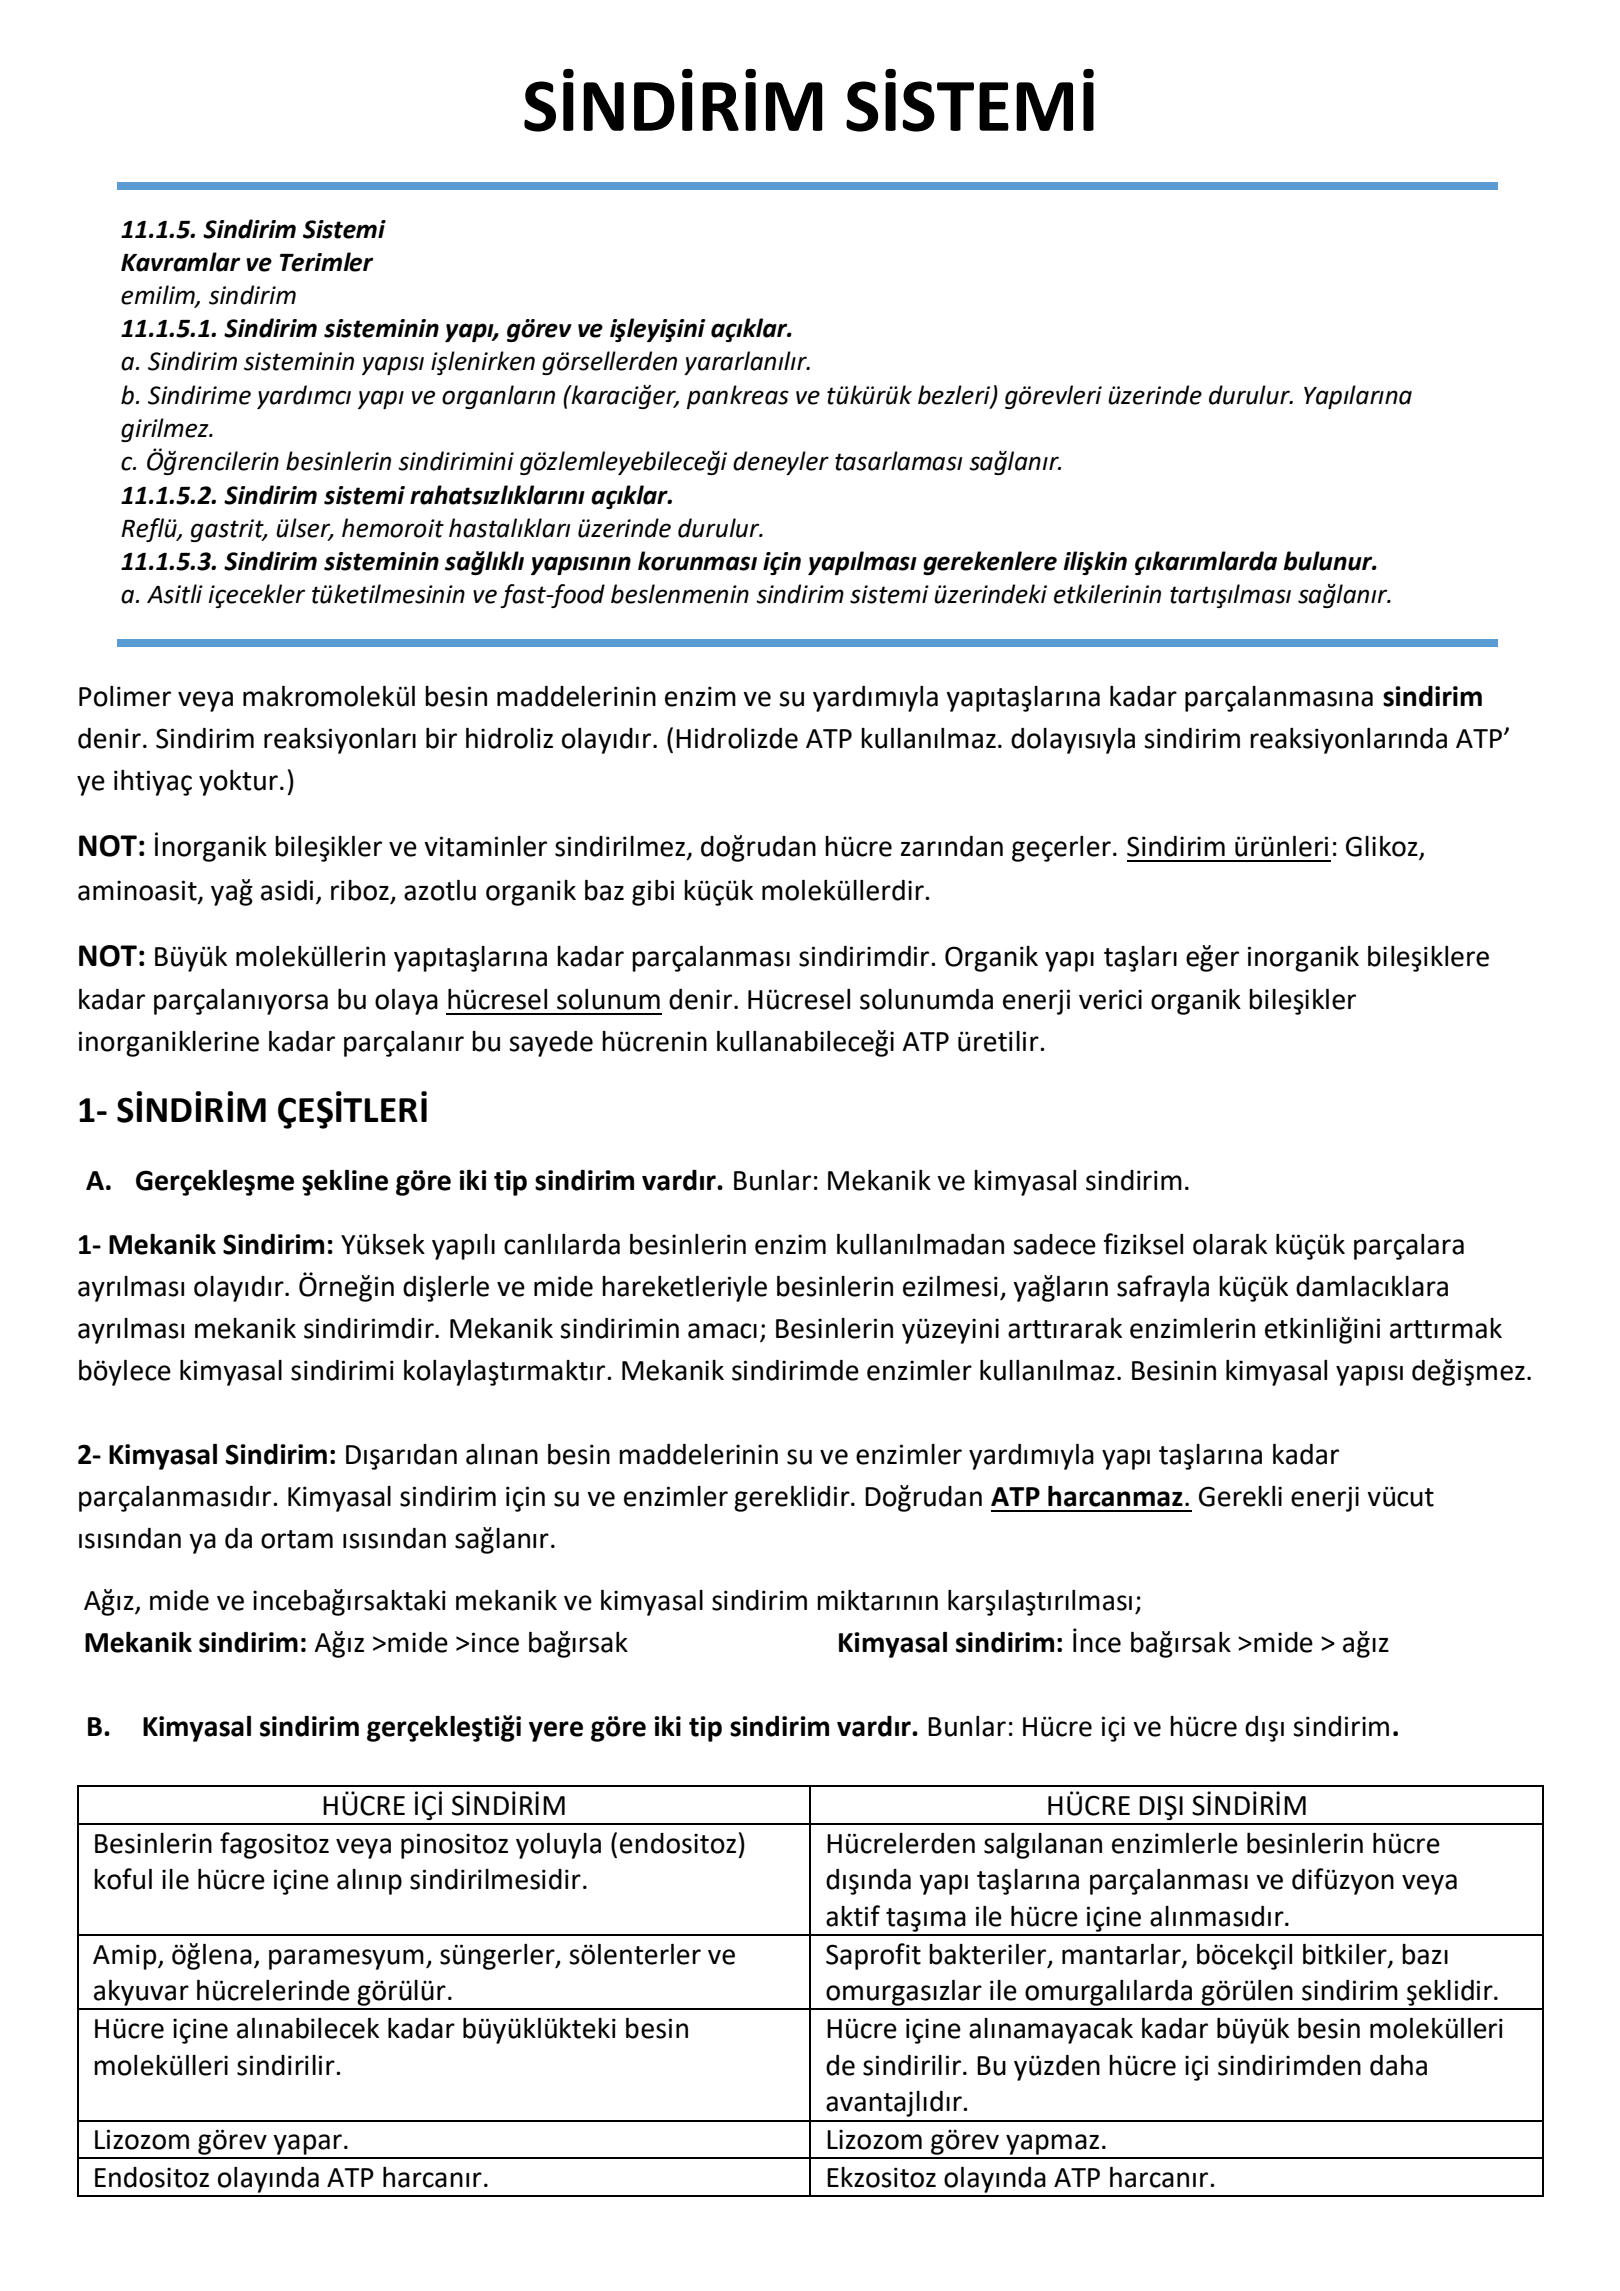 SİNDİRİM SİSTEMİ
11.1.5. Sindirim Sistemi
Kavramlar ve Terimler
emilim, sindirim
11.1.5.1. Sindirim sisteminin yapı, görev ve işleyişini açıklar.
a. Sindirim sisteminin yapısı işlenirken görsellerden yararlanılır.
b. Sindirime yardımcı yapı ve organların (karaciğer, pankreas ve tükürük bezleri) görevleri üzerinde durulur. Yapılarına
girilmez.
c. Öğrencilerin besinlerin sindirimini gözlemleyebileceği deneyler tasarlaması sağlanır.
11.1.5.2. Sindirim sistemi rahatsızlıklarını açıklar.
Reflü, gastrit, ülser, hemoroit hastalıkları üzerinde durulur.
11.1.5.3. Sindirim sisteminin sağlıklı yapısının korunması için yapılması gerekenlere ilişkin çıkarımlarda bulunur.
a. Asitli içecekler tüketilmesinin ve fast-food beslenmenin sindirim sistemi üzerindeki etkilerinin tartışılması sağlanır.
Polimer veya makromolekül besin maddelerinin enzim ve su yardımıyla yapıtaşlarına kadar parçalanmasına sindirim
denir. Sindirim reaksiyonları bir hidroliz olayıdır. (Hidrolizde ATP kullanılmaz. dolayısıyla sindirim reaksiyonlarında ATP’
ye ihtiyaç yoktur.)
NOT: İnorganik bileşikler ve vitaminler sindirilmez, doğrudan hücre zarından geçerler. Sindirim ürünleri: Glikoz,
aminoasit, yağ asidi, riboz, azotlu organik baz gibi küçük moleküllerdir.
NOT: Büyük moleküllerin yapıtaşlarına kadar parçalanması sindirimdir. Organik yapı taşları eğer inorganik bileşiklere
kadar parçalanıyorsa bu olaya hücresel solunum denir. Hücresel solunumda enerji verici organik bileşikler
inorganiklerine kadar parçalanır bu sayede hücrenin kullanabileceği ATP üretilir.
1- SİNDİRİM ÇEŞİTLERİ
A. Gerçekleşme şekline göre iki tip sindirim vardır. Bunlar: Mekanik ve kimyasal sindirim.
1- Mekanik Sindirim: Yüksek yapılı canlılarda besinlerin enzim kullanılmadan sadece fiziksel olarak küçük parçalara
ayrılması olayıdır. Örneğin dişlerle ve mide hareketleriyle besinlerin ezilmesi, yağların safrayla küçük damlacıklara
ayrılması mekanik sindirimdir. Mekanik sindirimin amacı; Besinlerin yüzeyini arttırarak enzimlerin etkinliğini arttırmak
böylece kimyasal sindirimi kolaylaştırmaktır. Mekanik sindirimde enzimler kullanılmaz. Besinin kimyasal yapısı değişmez.
2- Kimyasal Sindirim: Dışarıdan alınan besin maddelerinin su ve enzimler yardımıyla yapı taşlarına kadar
parçalanmasıdır. Kimyasal sindirim için su ve enzimler gereklidir. Doğrudan ATP harcanmaz. Gerekli enerji vücut
ısısından ya da ortam ısısından sağlanır.
Ağız, mide ve incebağırsaktaki mekanik ve kimyasal sindirim miktarının karşılaştırılması;
Mekanik sindirim: Ağız >mide >ince bağırsak Kimyasal sindirim: İnce bağırsak >mide > ağız
B. Kimyasal sindirim gerçekleştiği yere göre iki tip sindirim vardır. Bunlar: Hücre içi ve hücre dışı sindirim.
HÜCRE İÇİ SİNDİRİM
HÜCRE DIŞI SİNDİRİM
Besinlerin fagositoz veya pinositoz yoluyla (endositoz)
koful ile hücre içine alınıp sindirilmesidir.
Hücrelerden salgılanan enzimlerle besinlerin hücre
dışında yapı taşlarına parçalanması ve difüzyon veya
aktif taşıma ile hücre içine alınmasıdır.
Amip, öğlena, paramesyum, süngerler, sölenterler ve
akyuvar hücrelerinde görülür.
Saprofit bakteriler, mantarlar, böcekçil bitkiler, bazı
omurgasızlar ile omurgalılarda görülen sindirim şeklidir.
Hücre içine alınabilecek kadar büyüklükteki besin
molekülleri sindirilir.
Hücre içine alınamayacak kadar büyük besin molekülleri
de sindirilir. Bu yüzden hücre içi sindirimden daha
avantajlıdır.
Lizozom görev yapar.
Lizozom görev yapmaz.
Endositoz olayında ATP harcanır.
Ekzositoz olayında ATP harcanır.